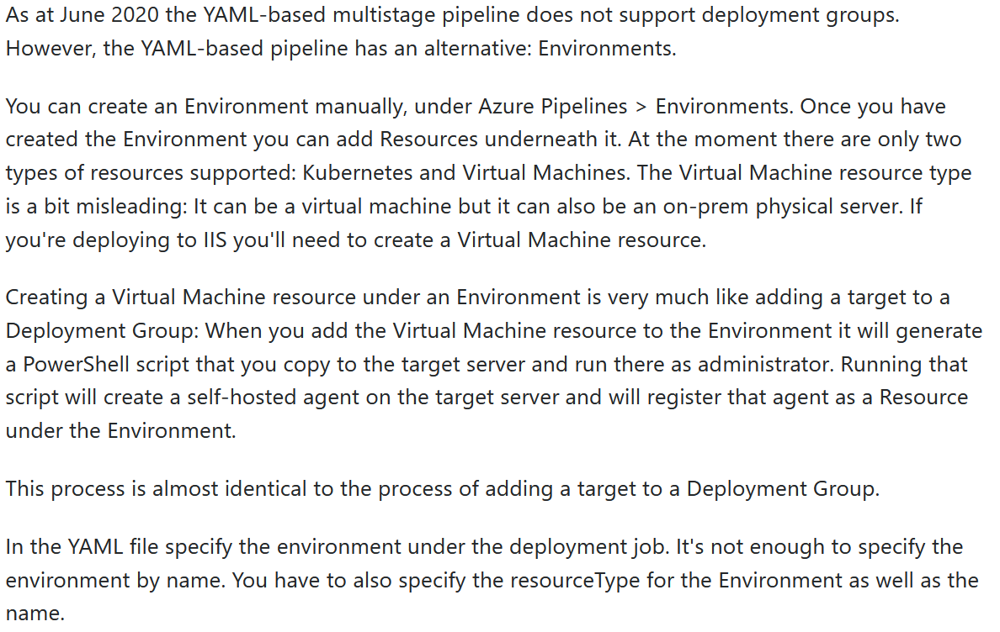 As at June 2020 the YAML-based multistage pipeline does not support deployment groups.
However, the YAML-based pipeline has an alternative: Environments.
You can create an Environment manually, under Azure Pipelines > Environments. Once you have
created the Environment you can add Resources underneath it. At the moment there are only two
types of resources supported: Kubernetes and Virtual Machines. The Virtual Machine resource type
is a bit misleading: It can be a virtual machine but it can also be an on-prem physical server. If
you're deploying to IIS you'll need to create a Virtual Machine resource.
Creating a Virtual Machine resource under an Environment is very much like adding a target to a
Deployment Group: When you add the Virtual Machine resource to the Environment it will generate
a PowerShell script that you copy to the target server and run there as administrator. Running that
script will create a self-hosted agent on the target server and will register that agent as a Resource
under the Environment.
This process is almost identical to the process of adding a target to a Deployment Group.
In the YAML file specify the environment under the deployment job. It's not enough to specify the
environment by name. You have to also specify the resourceType for the Environment as well as the
name.